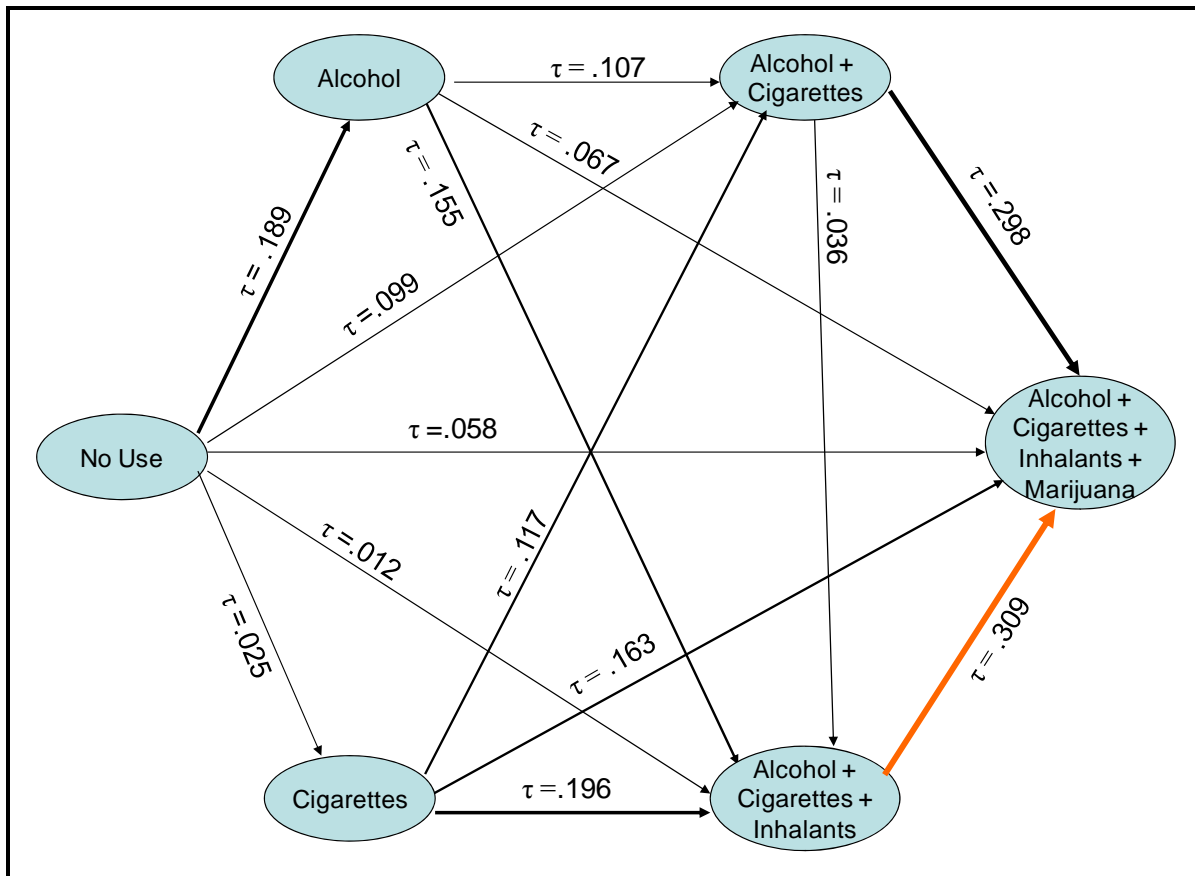 Alcohol
τ = .107
Alcohol +
Cigarettes
τ = .067
τ = .155
τ = .036
τ =.298
τ = .189
τ =.099
No Use
τ =.058
Alcohol +
Cigarettes +
Inhalants +
Marijuana
τ =.012
τ = .117
τ =.025
τ = .163
τ = .309
Cigarettes
τ =.196
Alcohol +
Cigarettes +
Inhalants